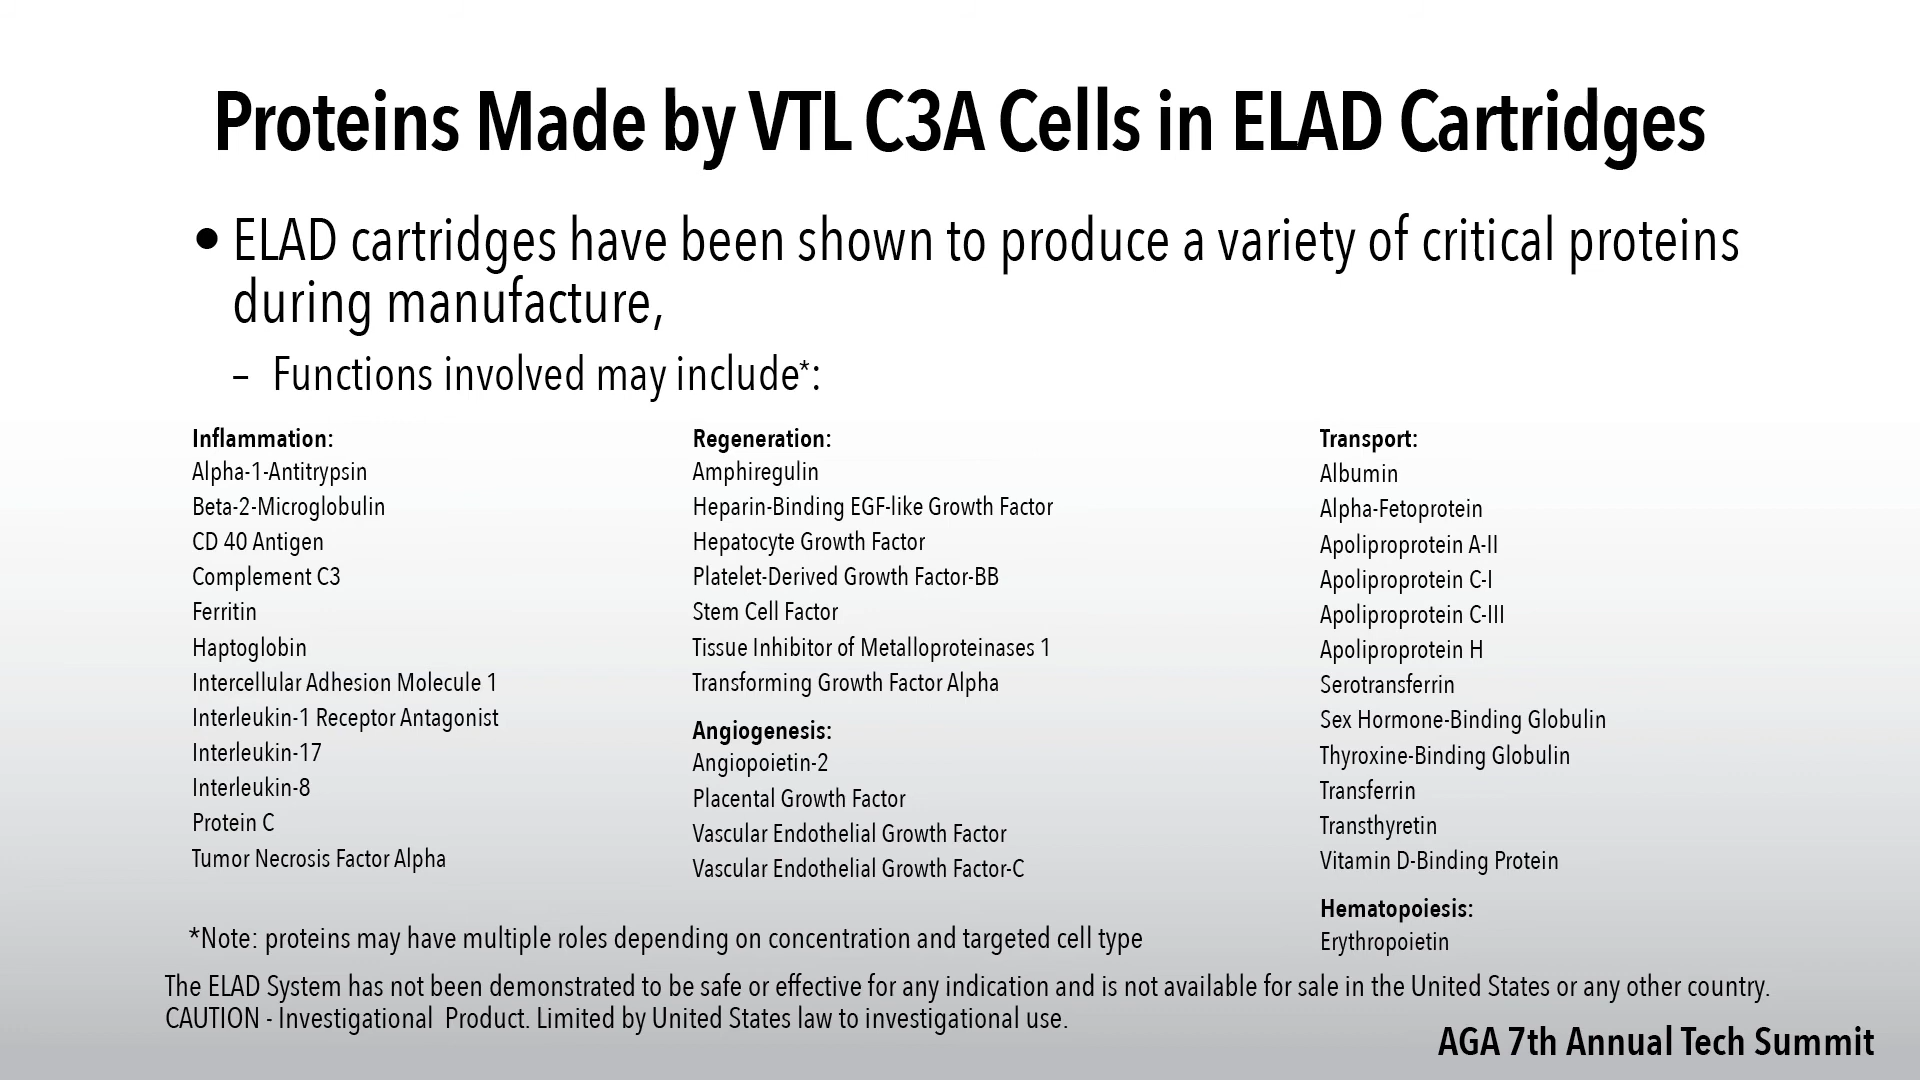 Proteins Made by VTL C3A Cells in ELAD Cartridges
• ELAD cartridges have been shown to produce a variety of critical proteins
during manufacture,
– Functions involved may include*:
Inflammation:
Alpha-1-Antitrypsin
Beta-2-Microglobulin
CD 40 Antigen
Complement C3
Ferritin
Haptoglobin
Intercellular Adhesion Molecule 1
Interleukin-1 Receptor Antagonist
Interleukin-17
Interleukin-8
Protein C
Tumor Necrosis Factor Alpha
Regeneration:
Amphiregulin
Heparin-Binding EGF-like Growth Factor
Hepatocyte Growth Factor
Platelet-Derived Growth Factor-BB
Stem Cell Factor
Tissue Inhibitor of Metalloproteinases 1
Transforming Growth Factor Alpha
Angiogenesis:
Angiopoietin-2
Placental Growth Factor
Vascular Endothelial Growth Factor
Vascular Endothelial Growth Factor-C
Transport:
Albumin
Alpha-Fetoprotein
Apoliproprotein A-II
Apoliproprotein C-I
Apoliproprotein C-III
Apoliproprotein H
Serotransferrin
Sex Hormone-Binding Globulin
Thyroxine-Binding Globulin
Transferrin
Transthyretin
Vitamin D-Binding Protein
Hematopoiesis:
Erythropoietin
*Note: proteins may have multiple roles depending on concentration and targeted cell type
The ELAD System has not been demonstrated to be safe or effective for any indication and is not available for sale in the United States or any other country.
CAUTION - Investigational Product. Limited by United States law to investigational use.
AGA 7th Annual Tech Summit